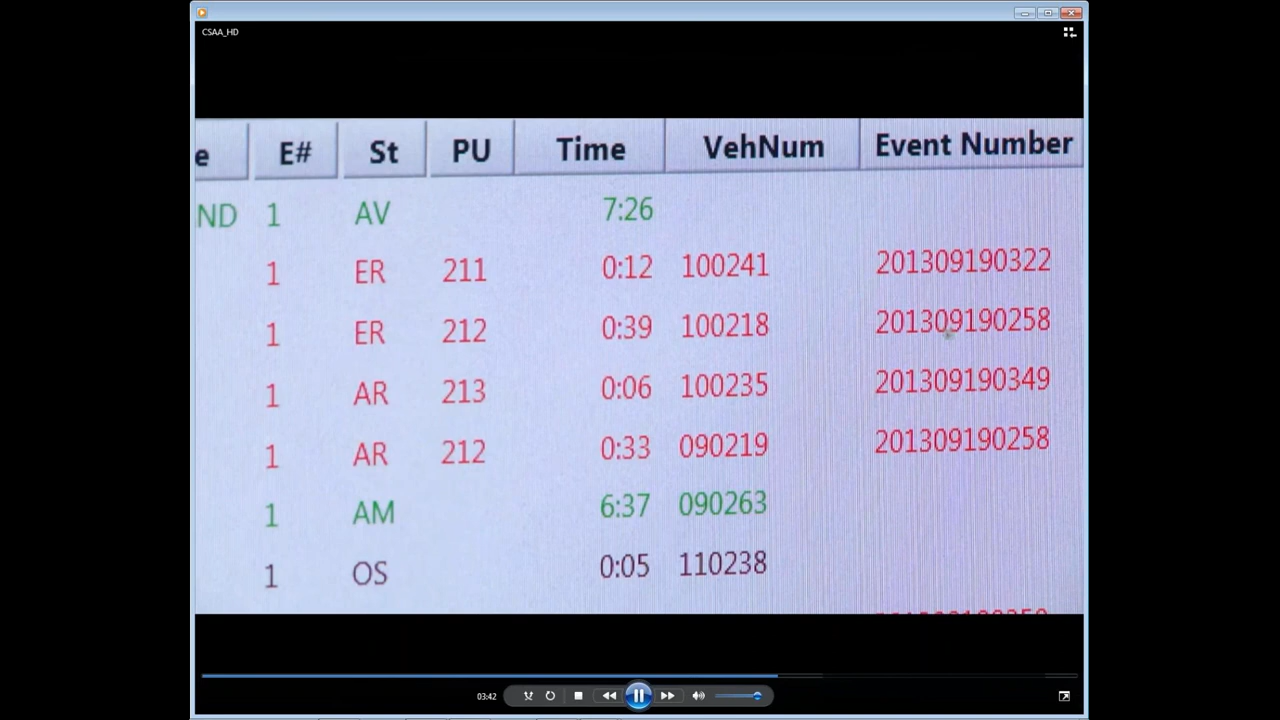 CSAA_HD
e E# St PU Time VehNum Event Number
ND 1 AV 7:26
1 ER 211 0:12 100241 201309190322
1 ER 212 0:39 100218 201309190258
1 AR 213 0:06 100235 201309190349
1 AR 212 0:33 090219 201309190258
1 AM 6:37 090263
1 OS 0:05 110238
03:42